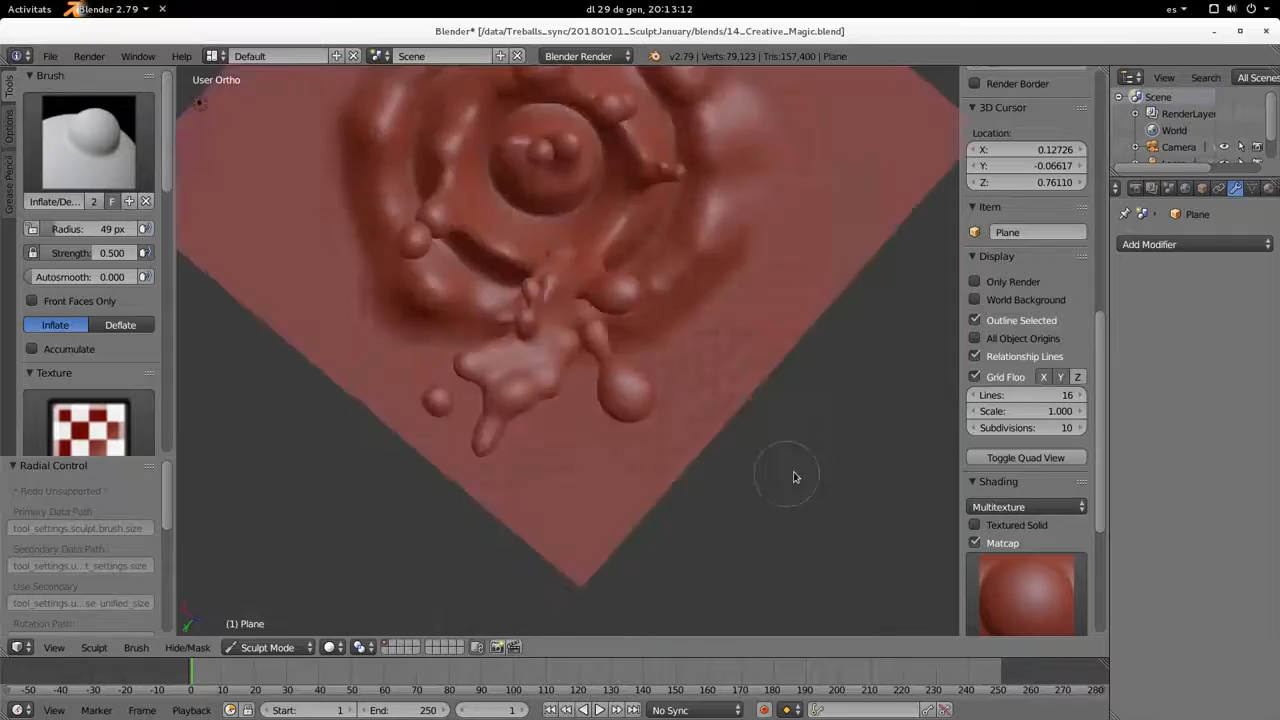 Activitats
Blender 2.79
dl 29 de gen, 20:13:12
es
Blender* [/data/Treballs_sync/20180101_SculptJanuary/blends/14_Creative_Magic.blend]
File
Render
Window
Help
Default
Scene
Blender Render
v2.79 | Verts:79,123 | Tris:157,400 | Plane
Tools
Options
Grease Pencil
Brush
Inflate/De...
2
F
Radius: 49 px
Strength: 0.500
Autosmooth: 0.000
Front Faces Only
Inflate
Deflate
Accumulate
Texture
Radial Control
* Redo Unsupported *
Primary Data Path
tool_settings.sculpt.brush.size
Secondary Data Path
tool_settings.u...t_settings.size
Use Secondary
tool_settings.u...se_unified_size
Rotation Path
User Ortho
(1) Plane
Render Border
3D Cursor
Location:
X: 0.12726
Y: -0.06617
Z: 0.76110
Item
Plane
Display
Only Render
World Background
Outline Selected
All Object Origins
Relationship Lines
Grid Floo
X
Y
Z
Lines: 16
Scale: 1.000
Subdivisions: 10
Toggle Quad View
Shading
Multitexture
Textured Solid
Matcap
View
Search
All Scenes
Scene
RenderLayer
World
Camera
Plane
Add Modifier
View
Sculpt
Brush
Hide/Mask
Sculpt Mode
-50 -40 -30 -20 -10 0 10 20 30 40 50 60 70 80 90 100 110 120 130 140 150 160 170 180 190 200 210 220 230 240 250 260 270 280
View
Marker
Frame
Playback
Start: 1
End: 250
1
No Sync